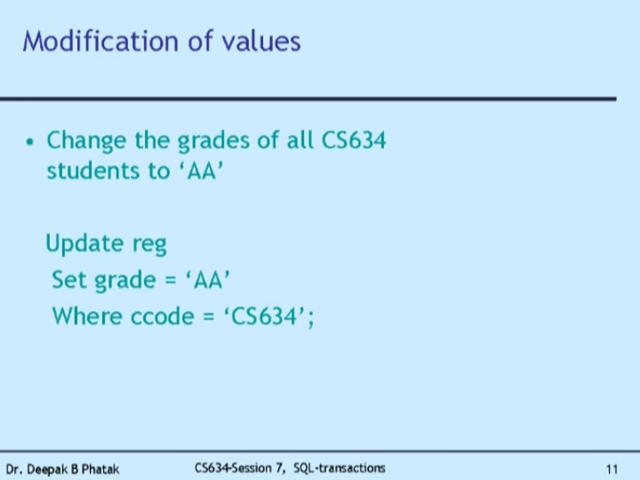 Modification of values
• Change the grades of all CS634
students to ‘AA’
Update reg
Set grade = ‘AA’
Where ccode = ‘CS634’;
Dr. Deepak B Phatak
CS634-Session 7, SQL-transactions
11